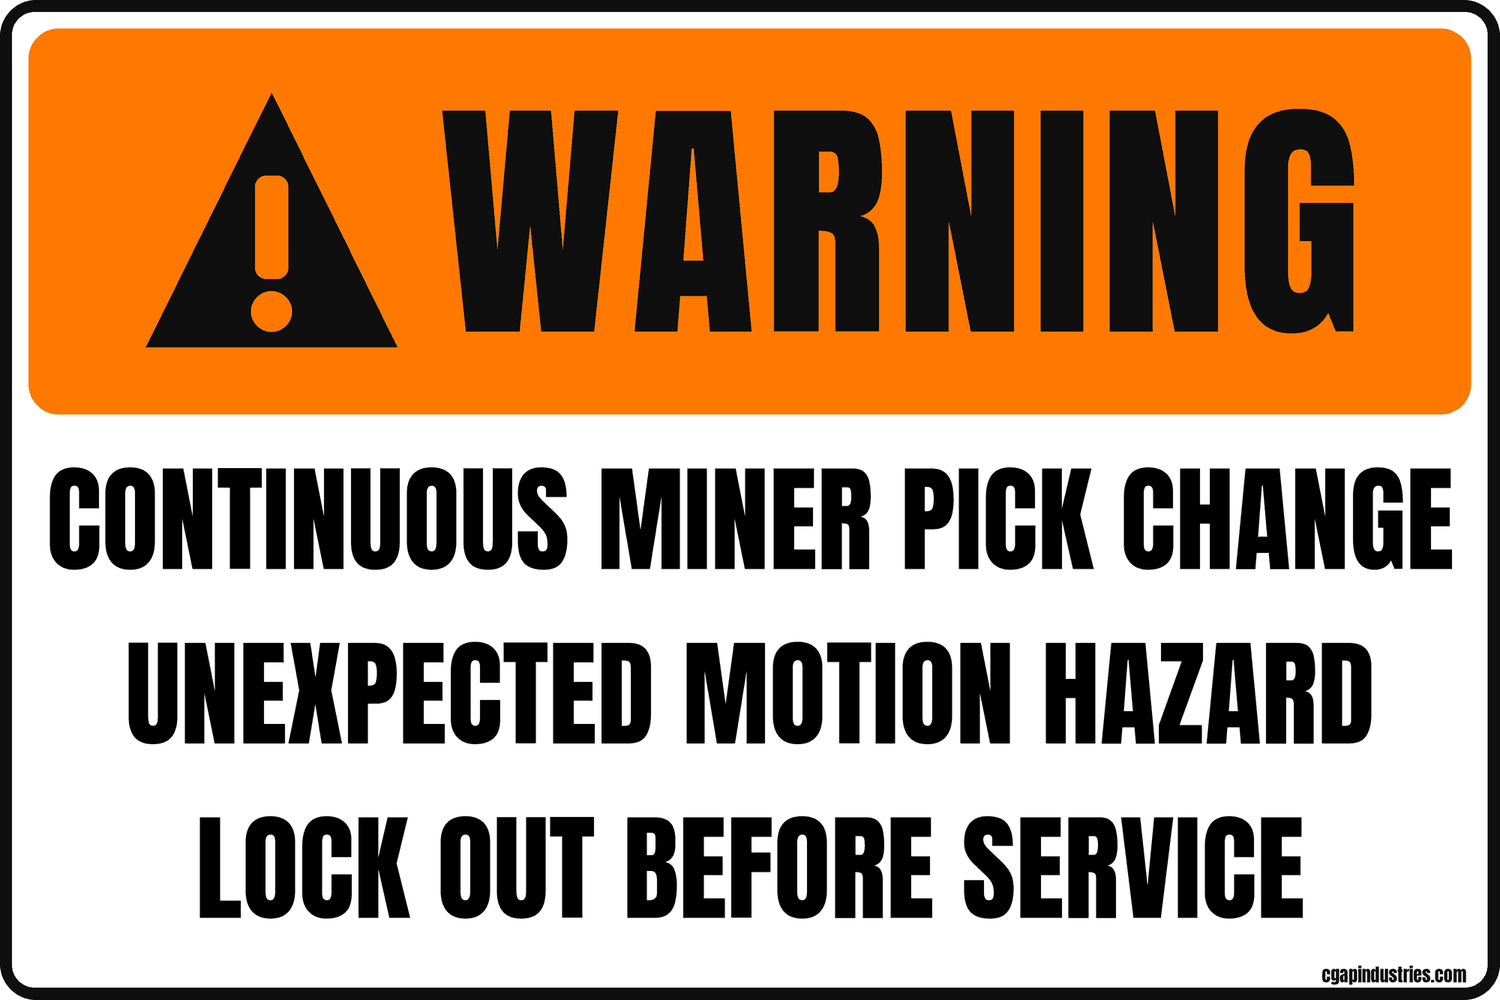 WARNING
CONTINUOUS MINER PICK CHANGE
UNEXPECTED MOTION HAZARD
LOCK OUT BEFORE SERVICE
cgapindustries.com